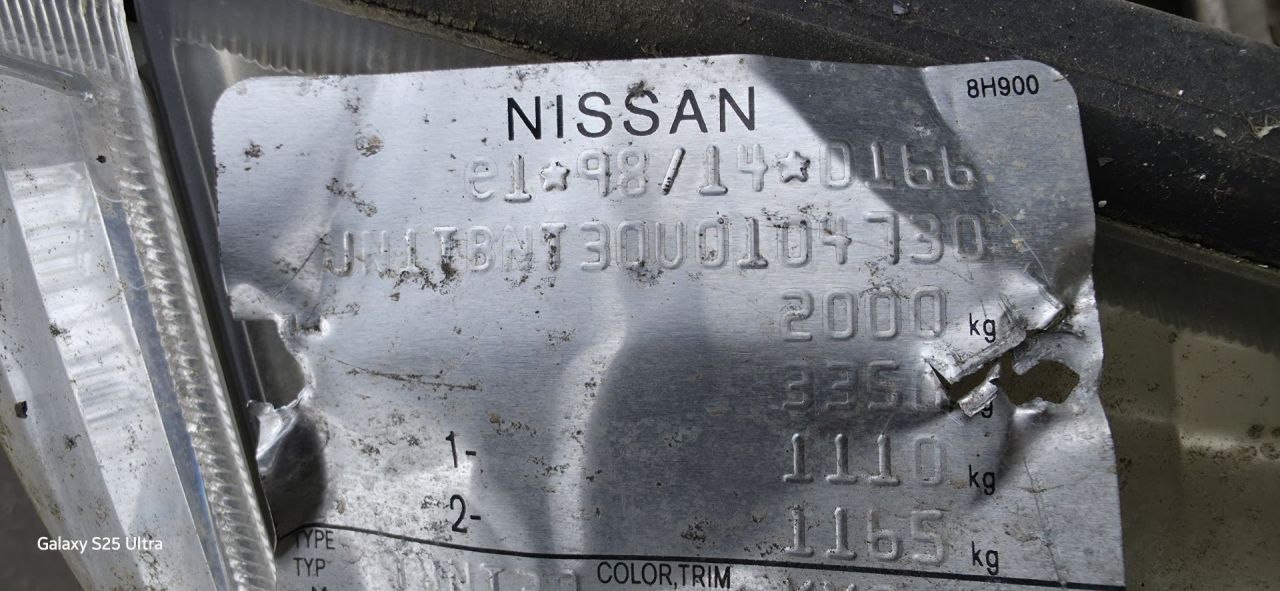 8H900
NISSAN
e1*98/14*0166
JN1TBNT30U0104730
2000 kg
3350
1110 kg
1- 
1165 kg
2-
TYPE
TYP
COLOR,TRIM
Galaxy S25 Ultra